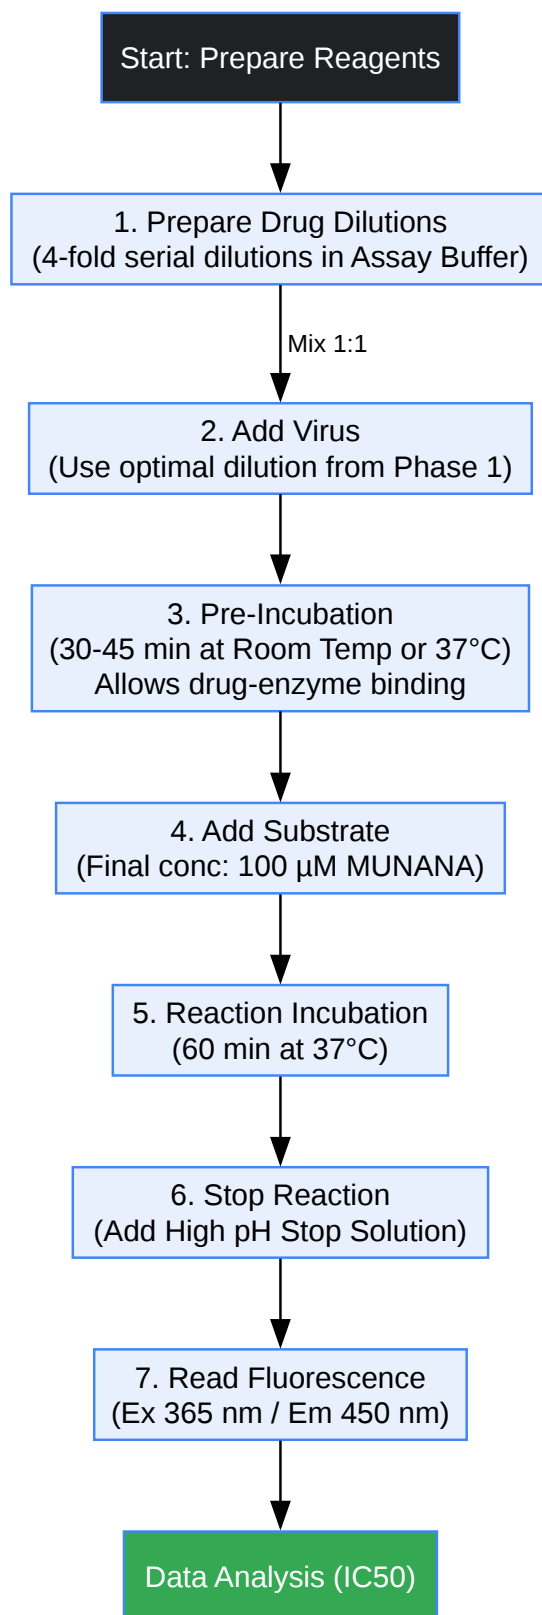 Start: Prepare Reagents
1. Prepare Drug Dilutions
(4-fold serial dilutions in Assay Buffer)
Mix 1:1
2. Add Virus
(Use optimal dilution from Phase 1)
3. Pre-Incubation
(30-45 min at Room Temp or 37°C)
Allows drug-enzyme binding
4. Add Substrate
(Final conc: 100 µM MUNANA)
5. Reaction Incubation
(60 min at 37°C)
6. Stop Reaction
(Add High pH Stop Solution)
7. Read Fluorescence
(Ex 365 nm / Em 450 nm)
Data Analysis (IC50)